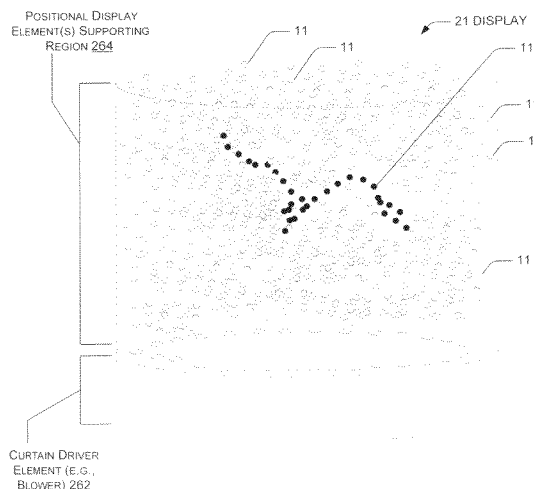 POSITIONAL DISPLAY
ELEMENT(S) SUPPORTING
REGION 264
11
11
21 DISPLAY
11
1
1
11
CURTAIN DRIVER
ELEMENT (E.G.,
BLOWER) 262